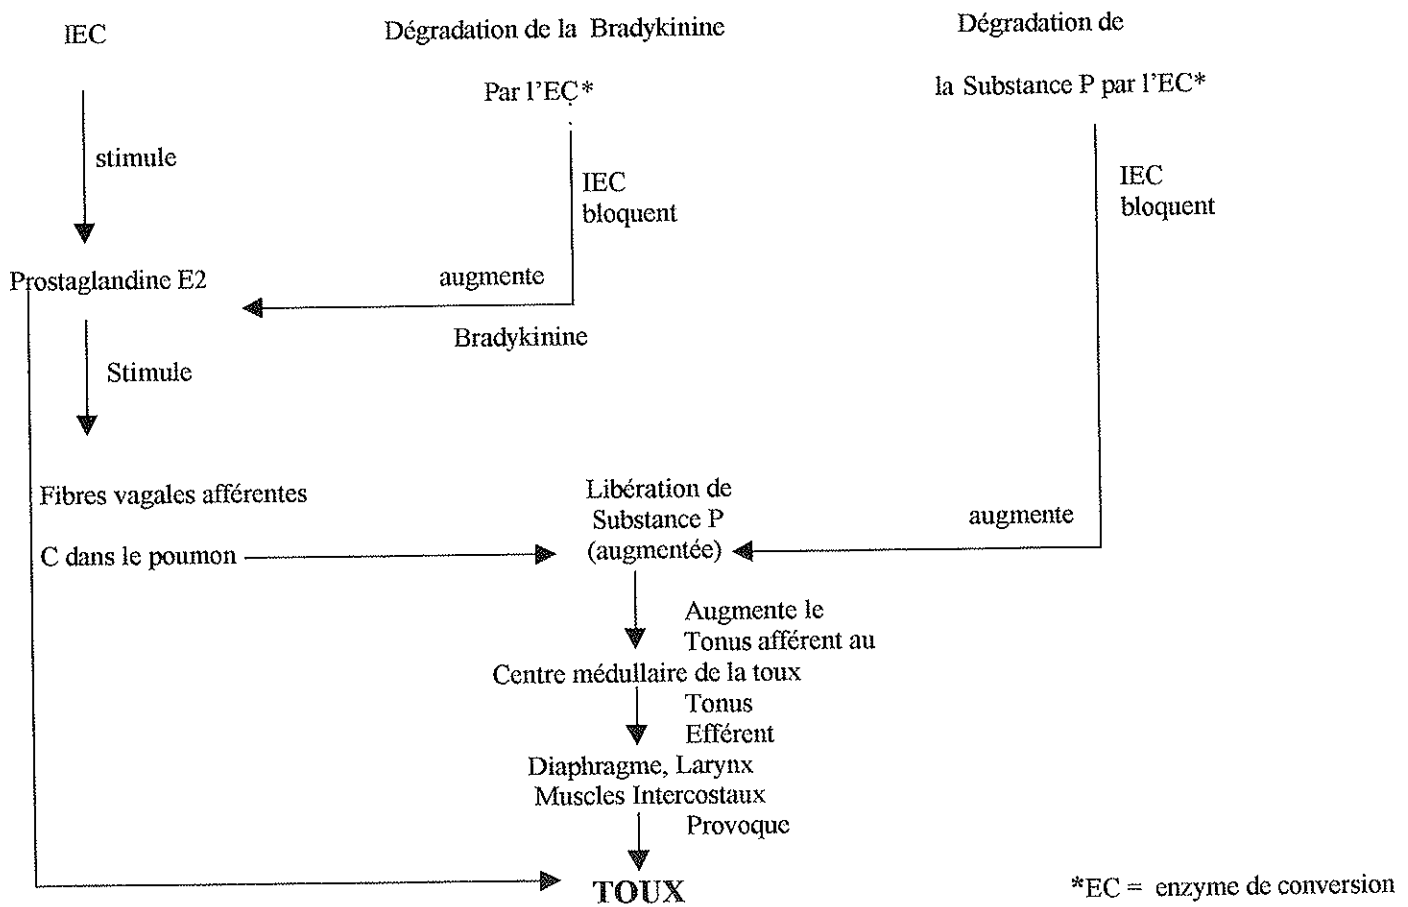 IEC
Dégradation de la Bradykinine
Par l'EC*
Dégradation de
la Substance P par l'EC*
stimule
IEC
bloquent
IEC
bloquent
Prostaglandine E2
augmente
Bradykinine
Stimule
Fibres vagales afférentes
C dans le poumon
Libération de
Substance P
(augmentée)
augmente
Augmente le
Tonus afférent au
Centre médullaire de la toux
Tonus
Efférent
Diaphragme, Larynx
Muscles Intercostaux
Provoque
TOUX
*EC = enzyme de conversion